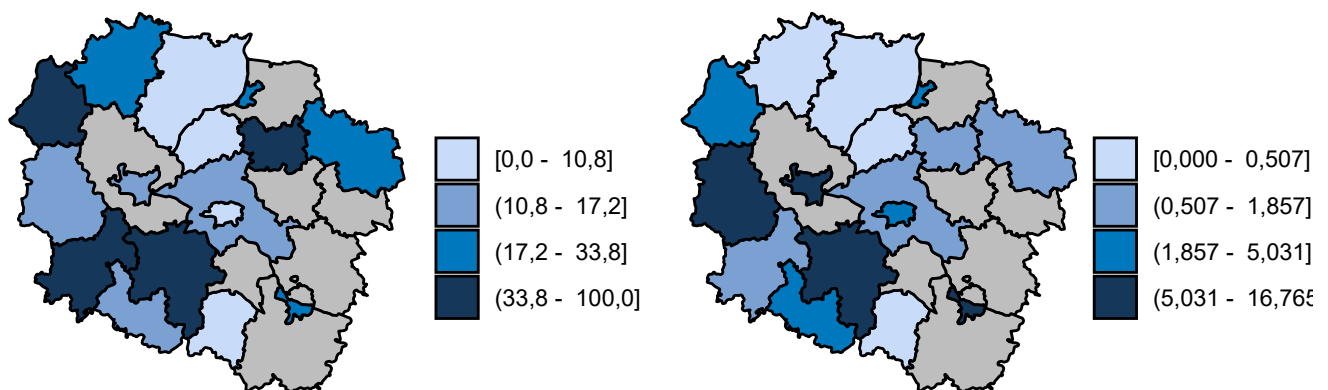 [0,0 - 10,8]
(10,8 - 17,2]
(17,2 - 33,8]
(33,8 - 100,0]
[0,000 - 0,507]
(0,507 - 1,857]
(1,857 - 5,031]
(5,031 - 16,765